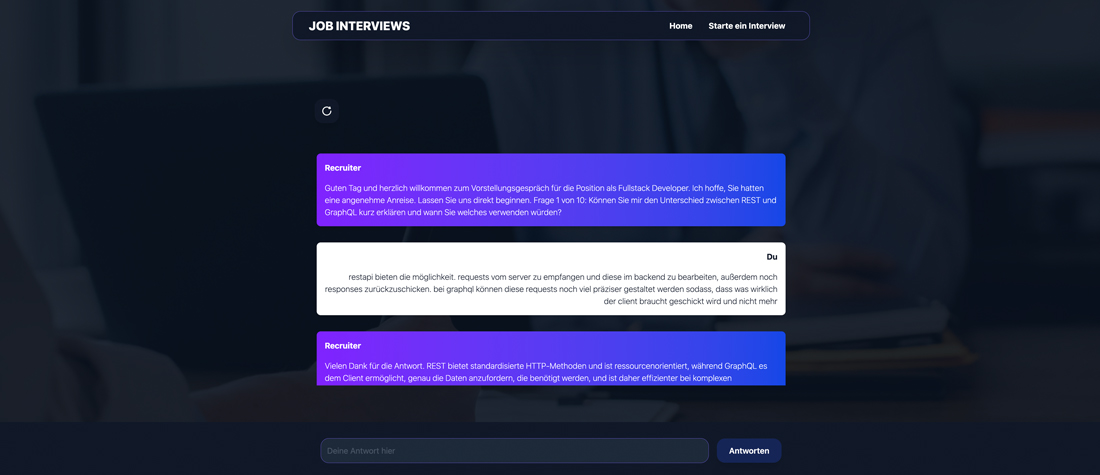 JOB INTERVIEWS
Home
Starte ein Interview
Recruiter
Guten Tag und herzlich willkommen zum Vorstellungsgespräch für die Position als Fullstack Developer. Ich hoffe, Sie hatten
eine angenehme Anreise. Lassen Sie uns direkt beginnen. Frage 1 von 10: Können Sie mir den Unterschied zwischen REST und
GraphQL kurz erklären und wann Sie welches verwenden würden?
Du
restapi bieten die möglichkeit. requests vom server zu empfangen und diese im backend zu bearbeiten, außerdem noch
responses zurückzuschicken. bei graphql können diese requests noch viel präziser gestaltet werden sodass, dass was wirklich
der client braucht geschickt wird und nicht mehr
Recruiter
Vielen Dank für die Antwort. REST bietet standardisierte HTTP-Methoden und ist ressourcenorientiert, während GraphQL es
dem Client ermöglicht, genau die Daten anzufordern, die benötigt werden, und ist daher effizienter bei komplexen
Deine Antwort hier
Antworten